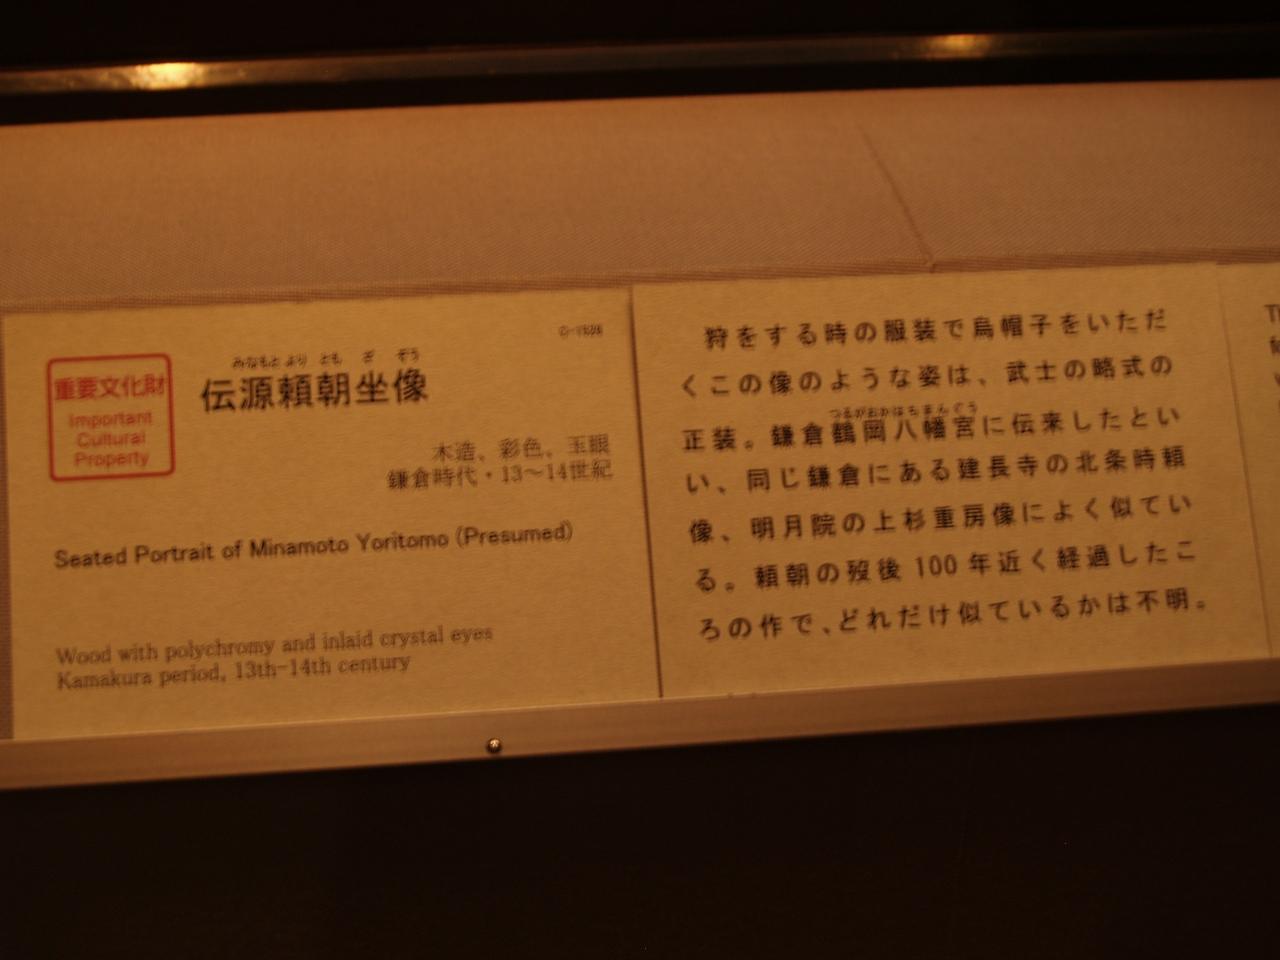 重要文化財
Important
Cultural
Property
みなもと より とも ざ ぞう
伝源頼朝坐像
木造、彩色、玉眼
鎌倉時代・13～14世紀
Seated Portrait of Minamoto Yoritomo (Presumed)
Wood with polychromy and inlaid crystal eyes
Kamakura period, 13th-14th century
狩をする時の服装で烏帽子をいただ
くこの像のような姿は、武士の略式の
つるがおかはちまんぐう
正装。鎌倉鶴岡八幡宮に伝来したとい
い、同じ鎌倉にある建長寺の北条時頼
像、明月院の上杉重房像によく似てい
る。頼朝の歿後 100 年近く経過したこ
ろの作で、どれだけ似ているかは不明。